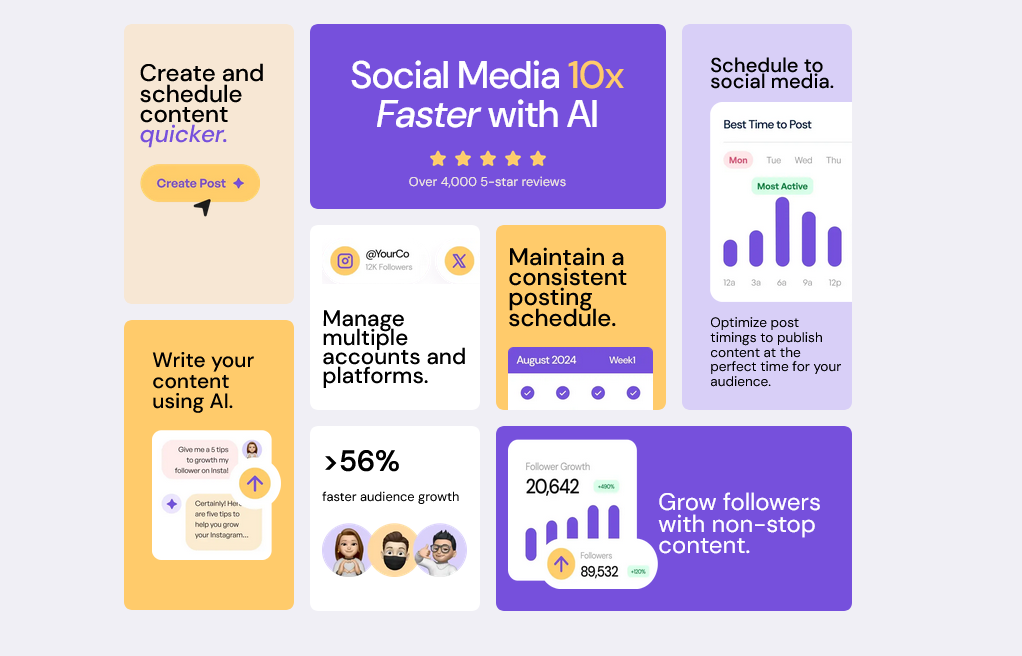 Create and
schedule
content
quicker.
Create Post
Social Media 10x
Faster with AI
Over 4,000 5-star reviews
Schedule to
social media.
Best Time to Post
Mon Tue Wed Thu
Most Active
12a 3a 6a 9a 12p
Optimize post
timings to publish
content at the
perfect time for your
audience.
@YourCo
12K Followers
Manage
multiple
accounts and
platforms.
Maintain a
consistent
posting
schedule.
August 2024 Week1
Write your
content
using AI.
Give me a 5 tips
to growth my
follower on Insta!
Certainly! Here
are five tips to
help you grow
your Instagram...
>56%
faster audience growth
Follower Growth
20,642 +490%
Followers
89,532 +120%
Grow followers
with non-stop
content.